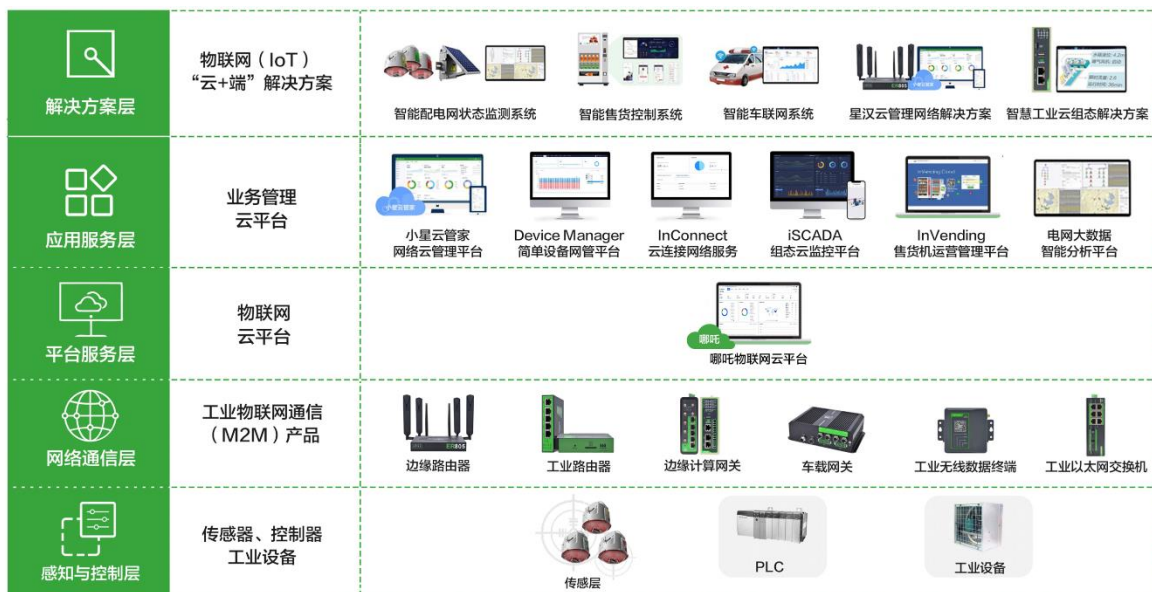 解决方案层
物联网（IoT）
“云+端”解决方案
智能配电网状态监测系统
智能售货控制系统
智能车联网系统
星汉云管理网络解决方案
智慧工业云组态解决方案
应用服务层
业务管理
云平台
小星云管家
小星云管家
网络云管理平台
Device Manager
简单设备网管平台
InConnect
云连接网络服务
iSCADA
组态云监控平台
InVending Cloud
InVending
售货机运营管理平台
电网大数据
智能分析平台
平台服务层
物联网
云平台
哪吒
哪吒物联网云平台
网络通信层
工业物联网通信
（M2M）产品
ER805
边缘路由器
工业路由器
边缘计算网关
车载网关
工业无线数据终端
工业以太网交换机
感知与控制层
传感器、控制器
工业设备
传感层
PLC
工业设备